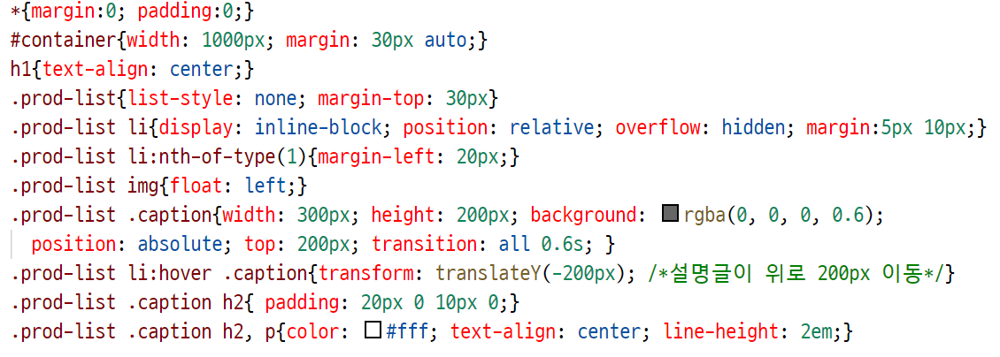 *{margin:0; padding:0;}
#container{width: 1000px; margin: 30px auto;}
h1{text-align: center;}
.prod-list{list-style: none; margin-top: 30px}
.prod-list li{display: inline-block; position: relative; overflow: hidden; margin:5px 10px;}
.prod-list li:nth-of-type(1){margin-left: 20px;}
.prod-list img{float: left;}
.prod-list .caption{width: 300px; height: 200px; background: rgba(0, 0, 0, 0.6);
position: absolute; top: 200px; transition: all 0.6s; }
.prod-list li:hover .caption{transform: translateY(-200px); /*설명글이 위로 200px 이동*/}
.prod-list .caption h2{ padding: 20px 0 10px 0;}
.prod-list .caption h2, p{color: #fff; text-align: center; line-height: 2em;}